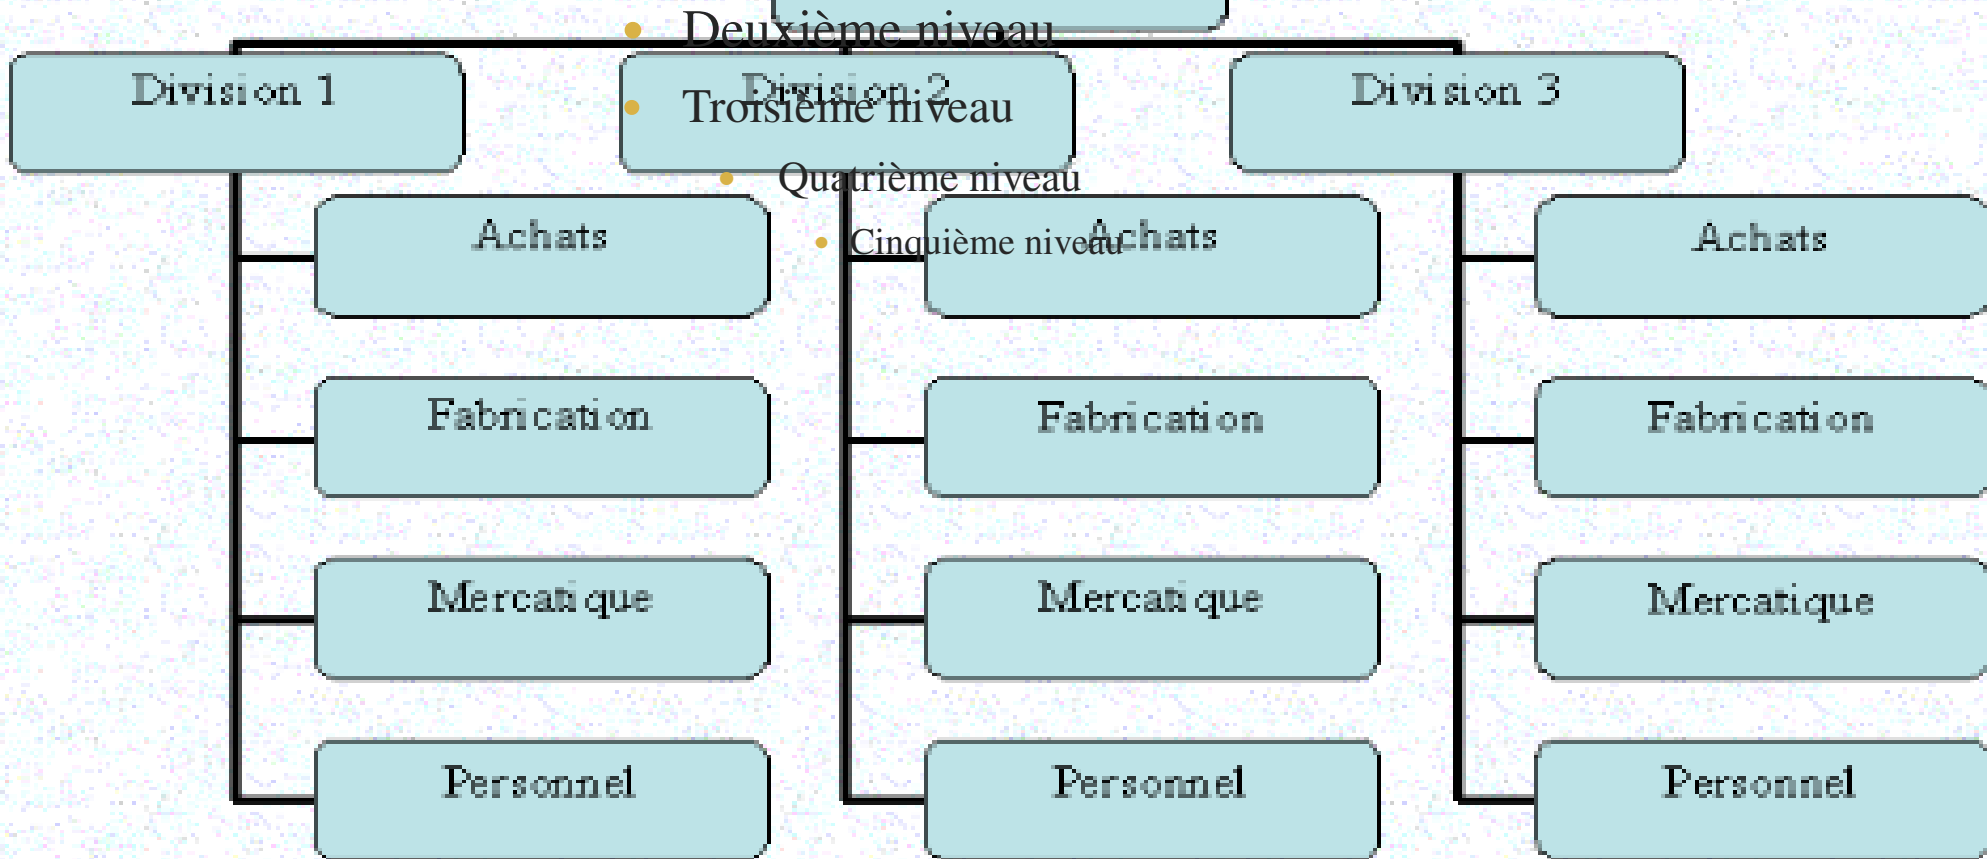 Deuxième niveau
Division 1
Division 2
Division 3
Troisième niveau
Quatrième niveau
Achats
Achats
Achats
Cinquième niveau
Fabrication
Fabrication
Fabrication
Mercatique
Mercatique
Mercatique
Personnel
Personnel
Personnel